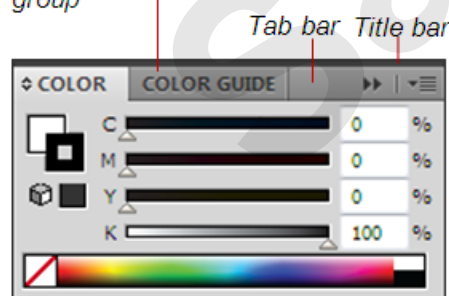 group
Tab bar Title bar
COLOR COLOR GUIDE
C 0 %
M 0 %
Y 0 %
K 100 %